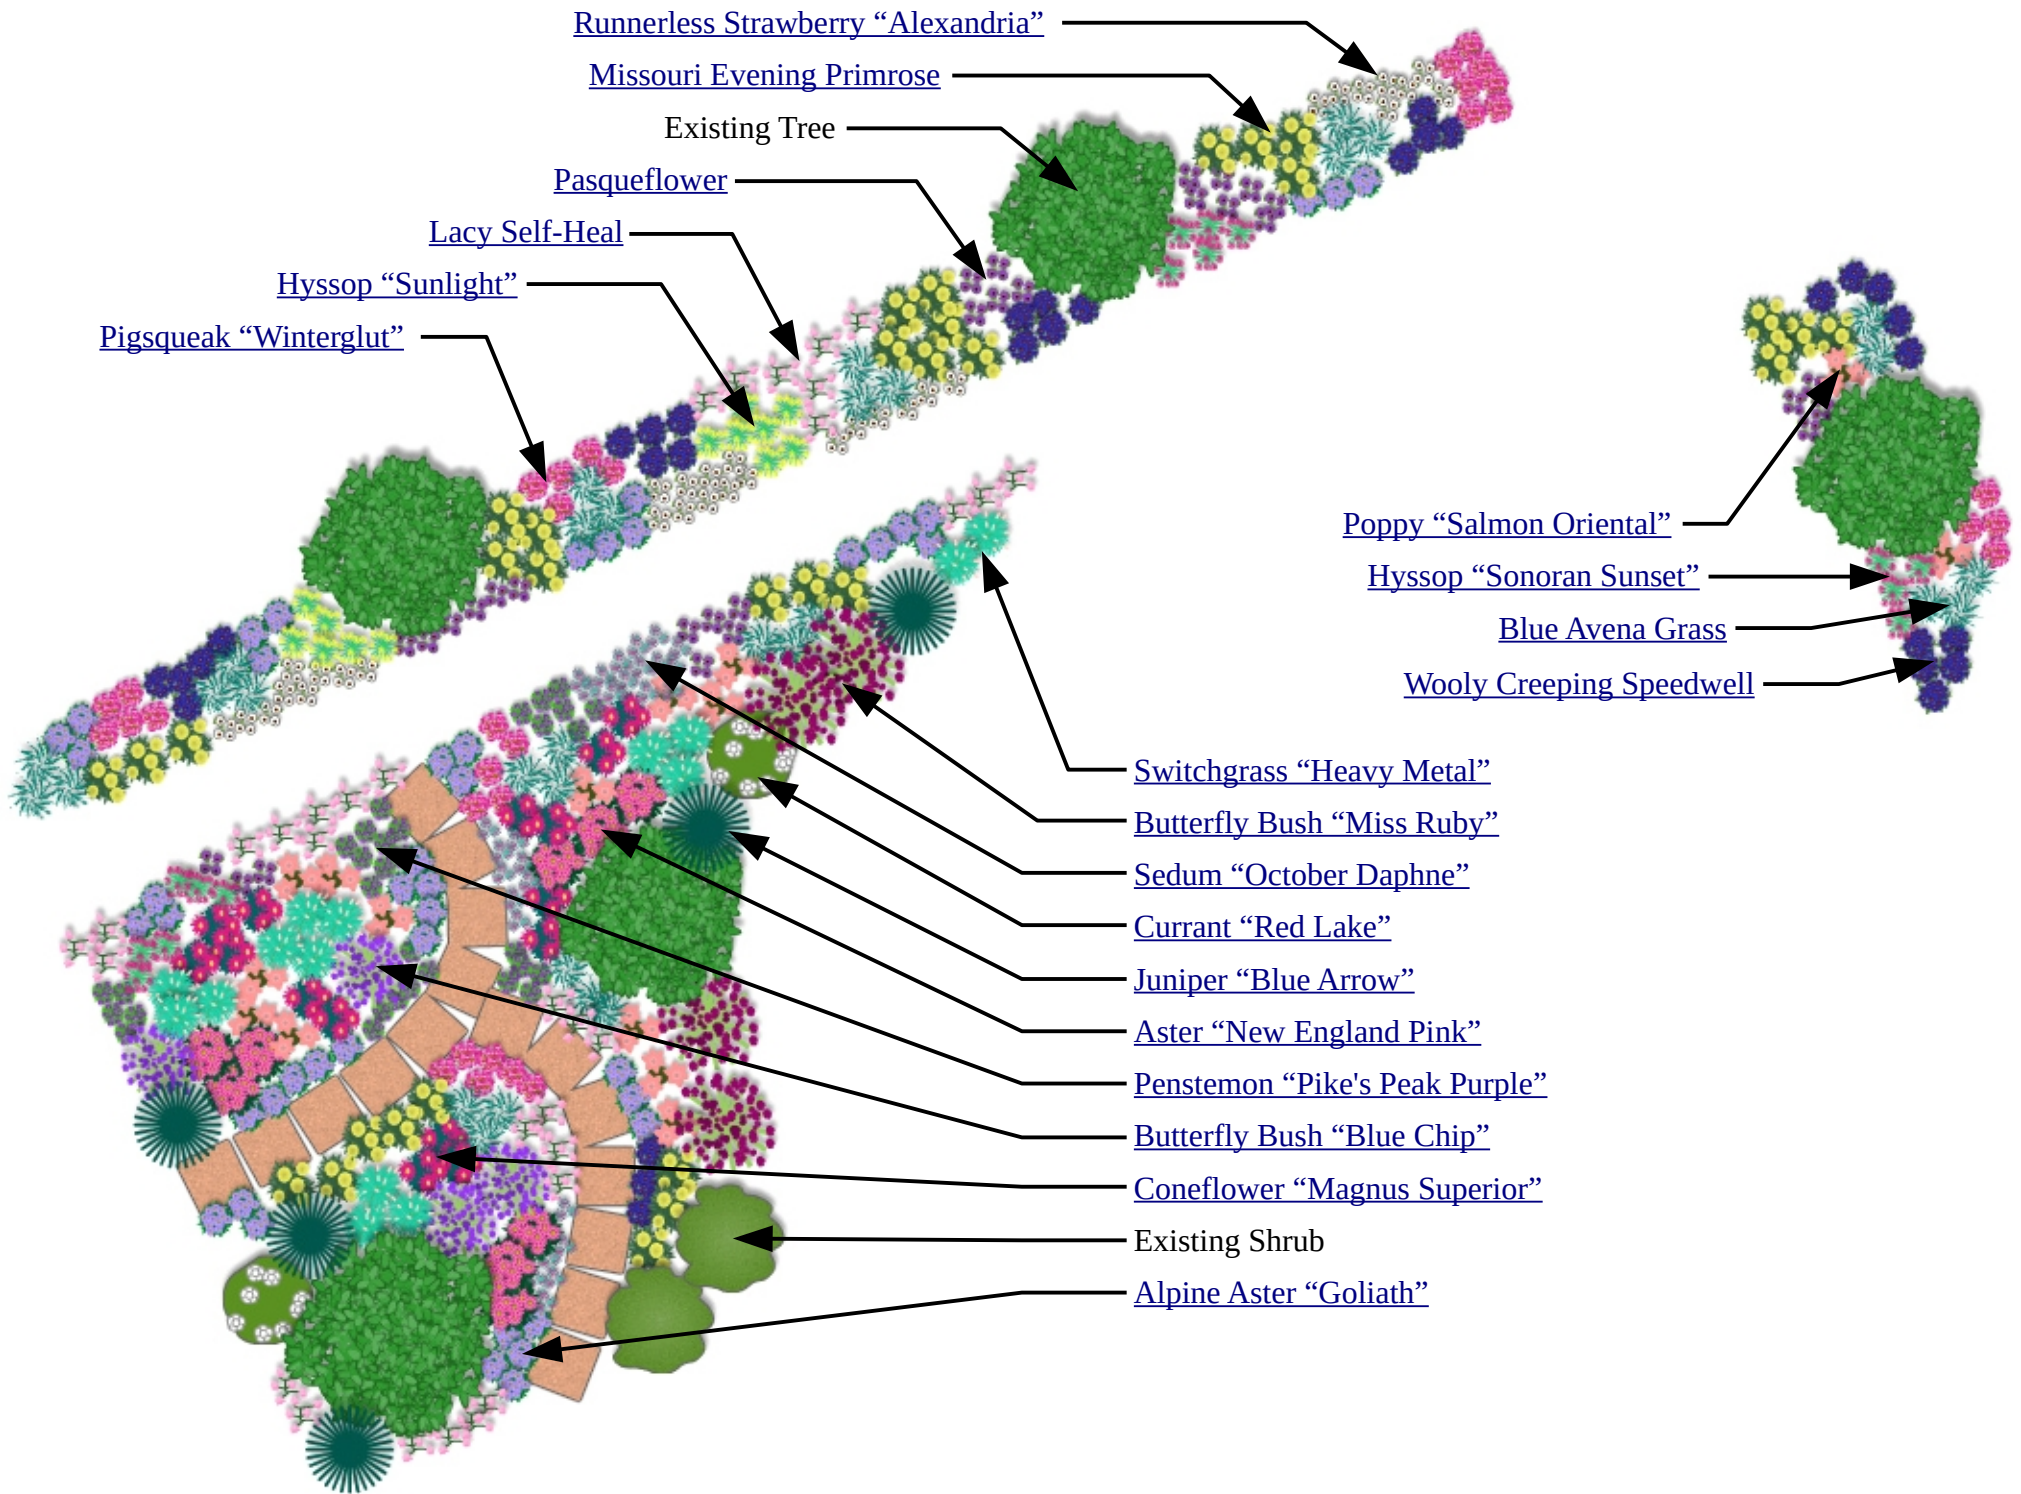 Runnerless Strawberry “Alexandria”
Missouri Evening Primrose
Existing Tree
Pasqueflower
Lacy Self-Heal
Hyssop “Sunlight”
Pigsqueak “Winterglut”
Poppy “Salmon Oriental”
Hyssop “Sonoran Sunset”
Blue Avena Grass
Wooly Creeping Speedwell
Switchgrass “Heavy Metal”
Butterfly Bush “Miss Ruby”
Sedum “October Daphne”
Currant “Red Lake”
Juniper “Blue Arrow”
Aster “New England Pink”
Penstemon “Pike's Peak Purple”
Butterfly Bush “Blue Chip”
Coneflower “Magnus Superior”
Existing Shrub
Alpine Aster “Goliath”